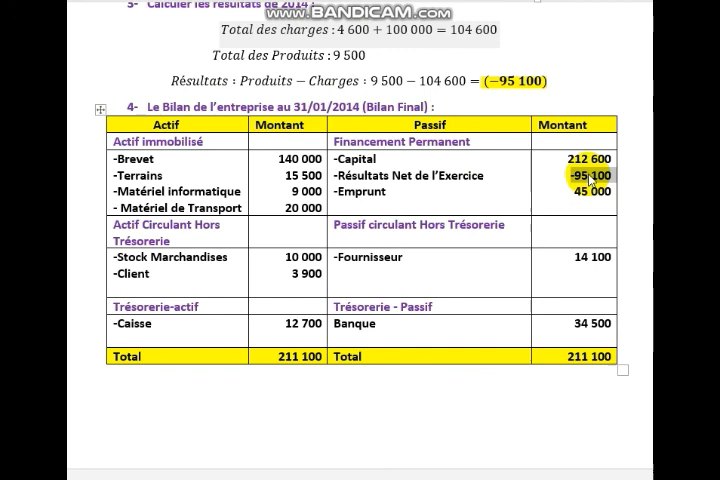 WWW.BANDICAM.COM
3- Calculer les résultats de 2014 :
Total des charges : 4 600 + 100 000 = 104 600
Total des Produits : 9 500
Résultats : Produits − Charges : 9 500 − 104 600 = (−95 100)
4- Le Bilan de l'entreprise au 31/01/2014 (Bilan Final) :
Actif Montant Passif Montant
Actif immobilisé Financement Permanent
-Brevet 140 000 -Capital 212 600
-Terrains 15 500 -Résultats Net de l'Exercice -95 100
-Matériel informatique 9 000 -Emprunt 45 000
- Matériel de Transport 20 000
Actif Circulant Hors Passif circulant Hors Trésorerie
Trésorerie
-Stock Marchandises 10 000 -Fournisseur 14 100
-Client 3 900
Trésorerie-actif Trésorerie - Passif
-Caisse 12 700 Banque 34 500
Total 211 100 Total 211 100